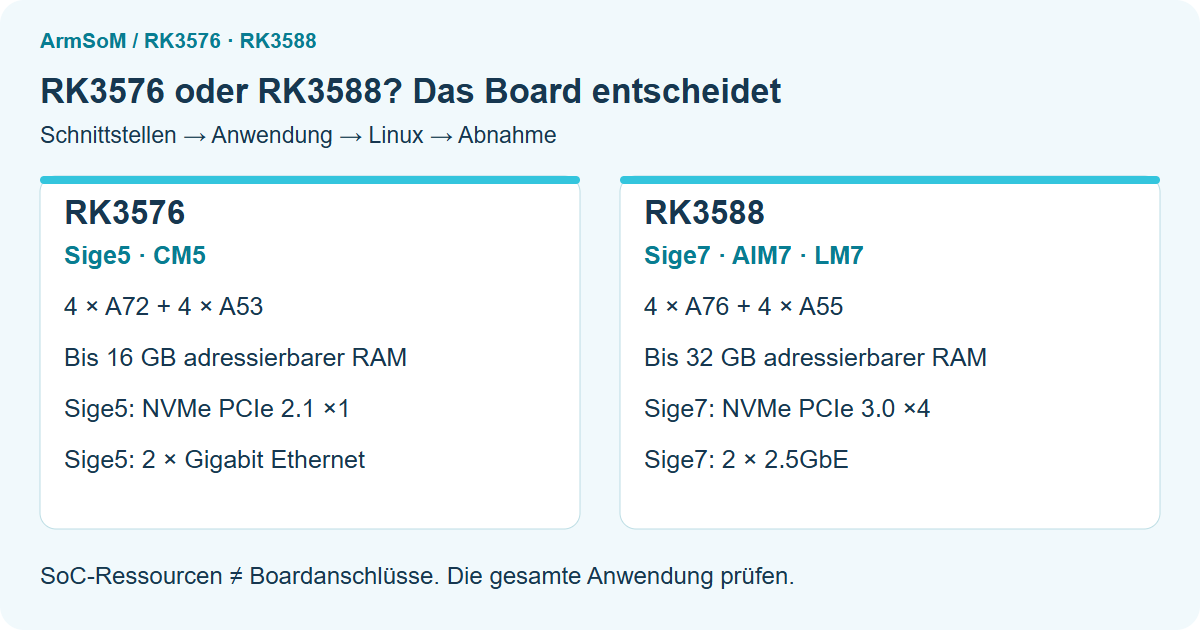 ArmSoM / RK3576 · RK3588
RK3576 oder RK3588? Das Board entscheidet
Schnittstellen → Anwendung → Linux → Abnahme
RK3576
Sige5 · CM5
4 × A72 + 4 × A53
Bis 16 GB adressierbarer RAM
Sige5: NVMe PCIe 2.1 ×1
Sige5: 2 × Gigabit Ethernet
RK3588
Sige7 · AIM7 · LM7
4 × A76 + 4 × A55
Bis 32 GB adressierbarer RAM
Sige7: NVMe PCIe 3.0 ×4
Sige7: 2 × 2.5GbE
SoC-Ressourcen ≠ Boardanschlüsse. Die gesamte Anwendung prüfen.